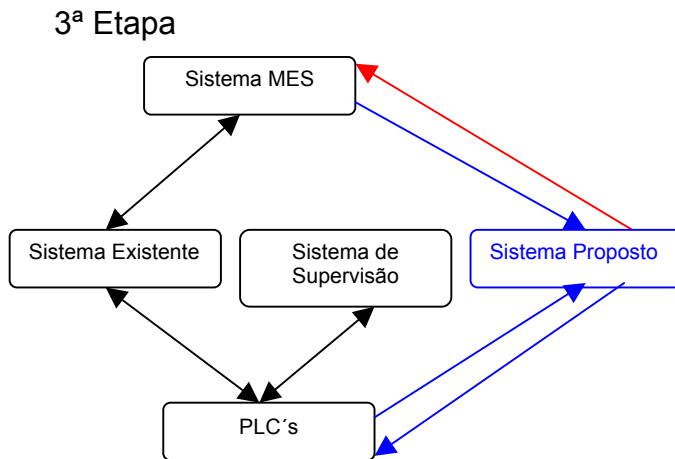 3ª Etapa
Sistema MES
Sistema Existente
Sistema de
Supervisão
Sistema Proposto
PLC´s